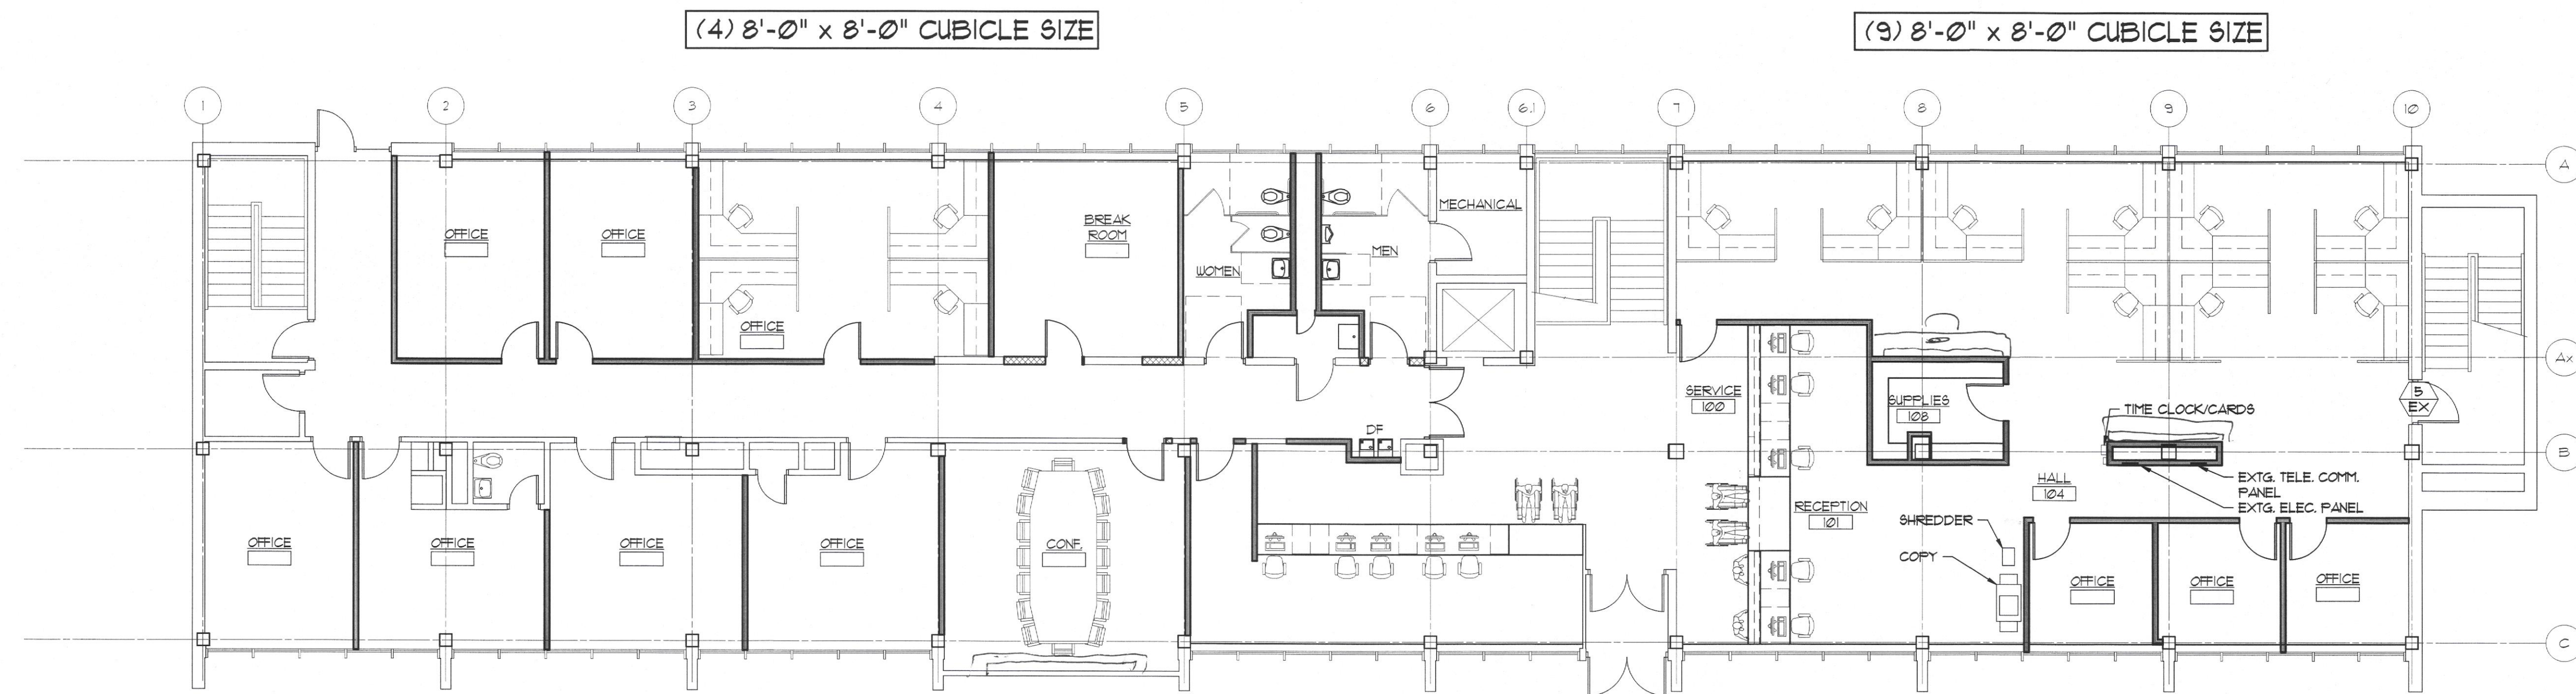 (4) 8'-0" x 8'-0" CUBICLE SIZE
(9) 8'-0" x 8'-0" CUBICLE SIZE
1
2
3
4
5
6
6.1
7
8
9
10
A
MECHANICAL
BREAK
ROOM
OFFICE
OFFICE
MEN
WOMEN
OFFICE
Ax
SERVICE
100
SUPPLIES
108
5
EX
TIME CLOCK/CARDS
DF
B
HALL
104
EXTG. TELE. COMM.
PANEL
EXTG. ELEC. PANEL
RECEPTION
101
SHREDDER
COPY
OFFICE
OFFICE
OFFICE
OFFICE
CONF.
OFFICE
OFFICE
OFFICE
C